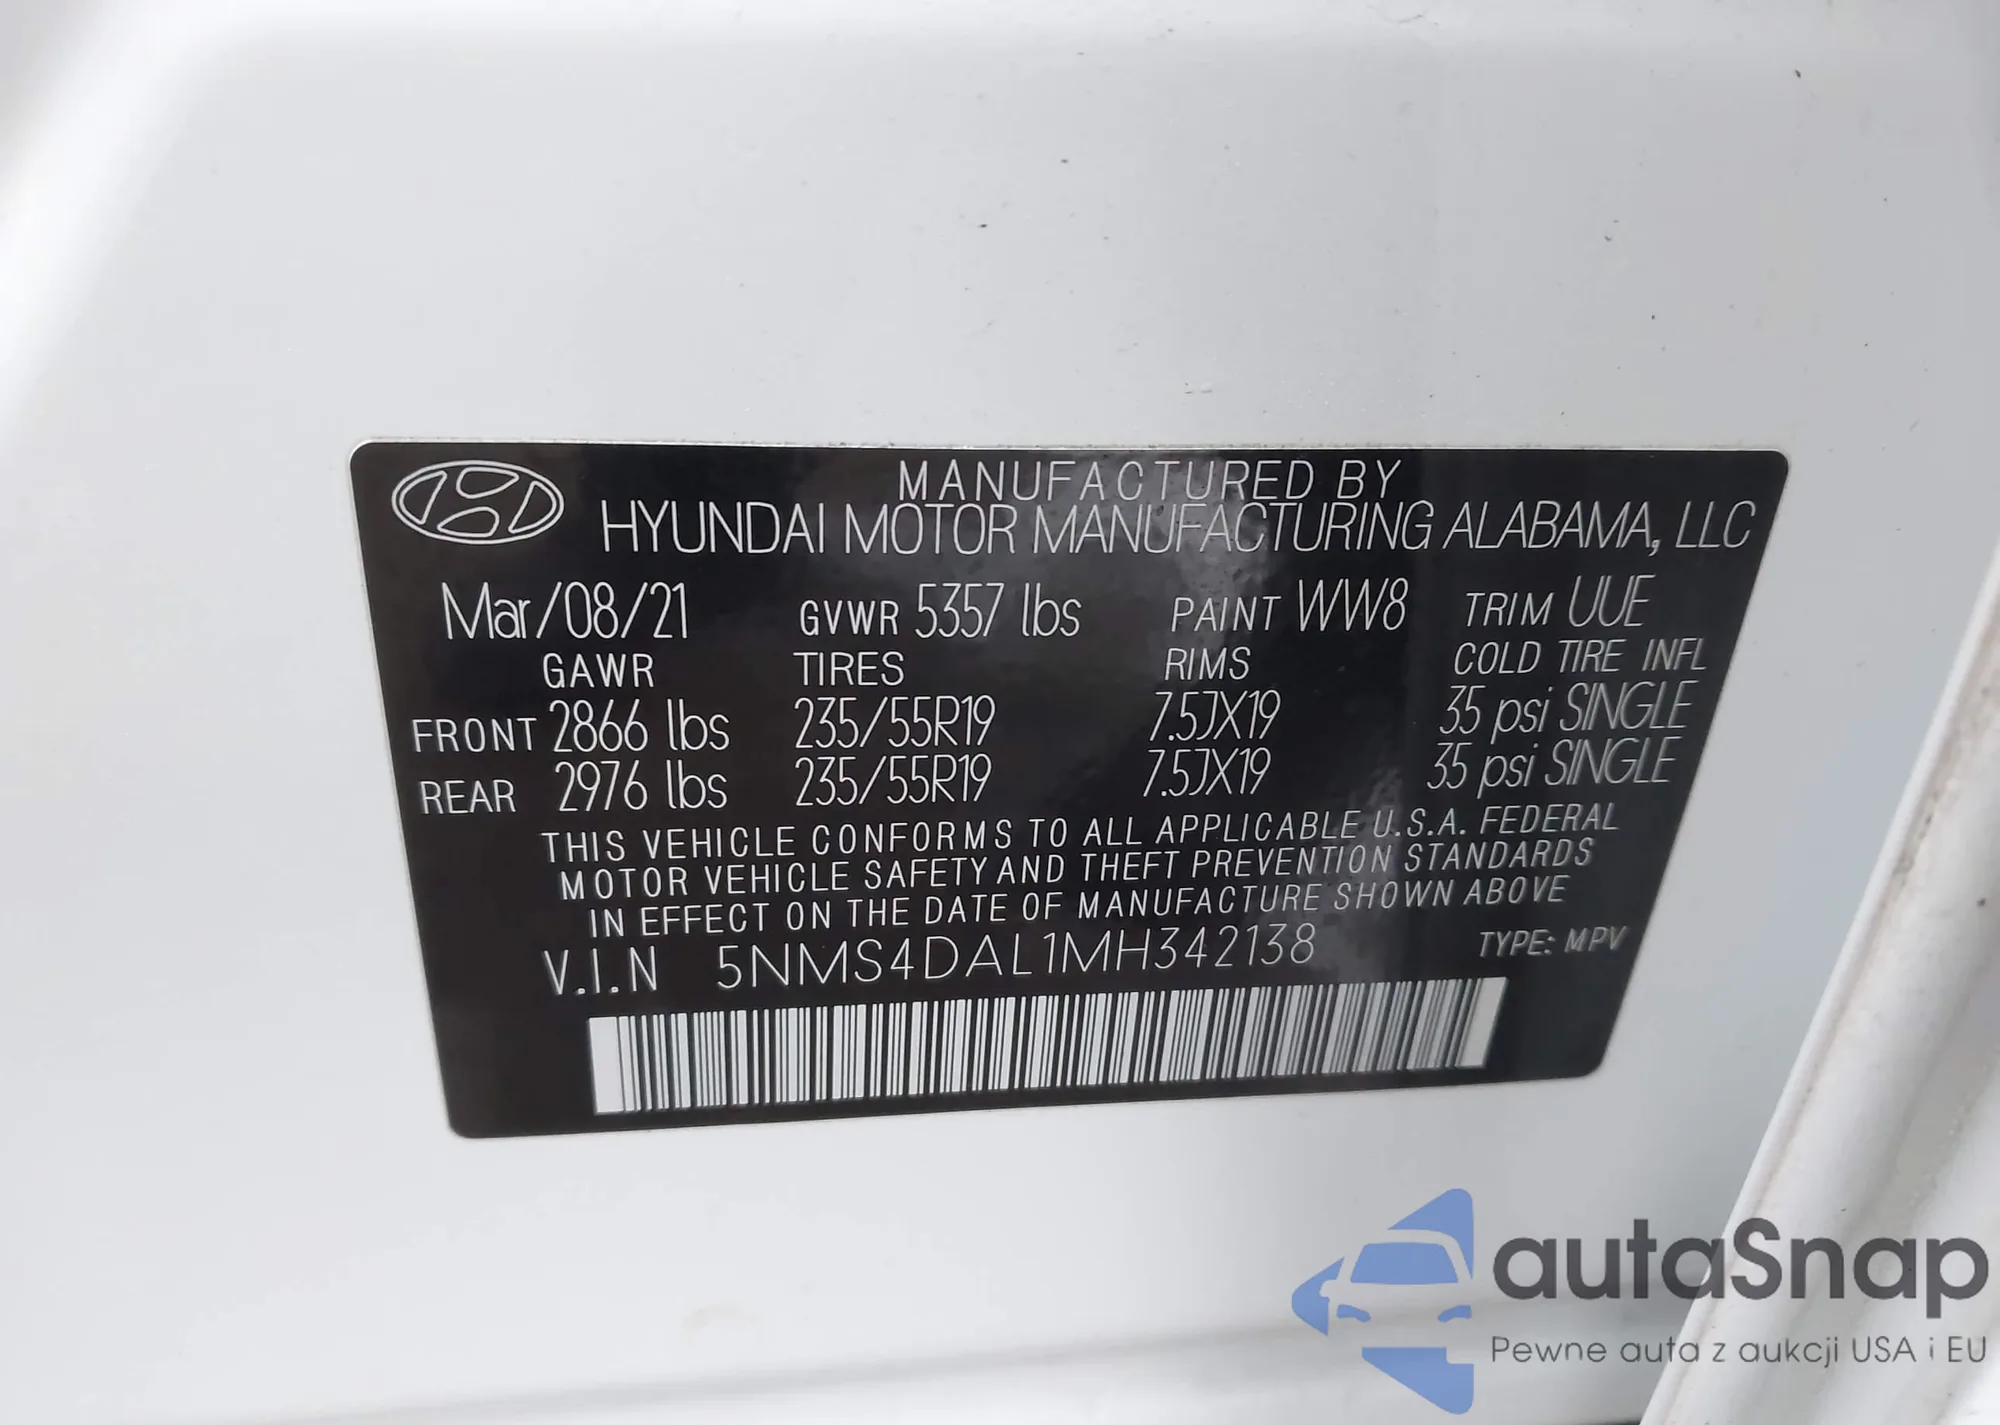 MANUFACTURED BY
HYUNDAI MOTOR MANUFACTURING ALABAMA, LLC
Mar/08/21 GVWR 5357 lbs PAINT WW8 TRIM UUE
GAWR TIRES RIMS COLD TIRE INFL
FRONT 2866 lbs 235/55R19 7.5JX19 35 psi SINGLE
REAR 2976 lbs 235/55R19 7.5JX19 35 psi SINGLE
THIS VEHICLE CONFORMS TO ALL APPLICABLE U.S.A. FEDERAL
MOTOR VEHICLE SAFETY AND THEFT PREVENTION STANDARDS
IN EFFECT ON THE DATE OF MANUFACTURE SHOWN ABOVE
V.I.N 5NMS4DAL1MH342138 TYPE: MPV
autaSnap
Pewne auta z aukcji USA i EU